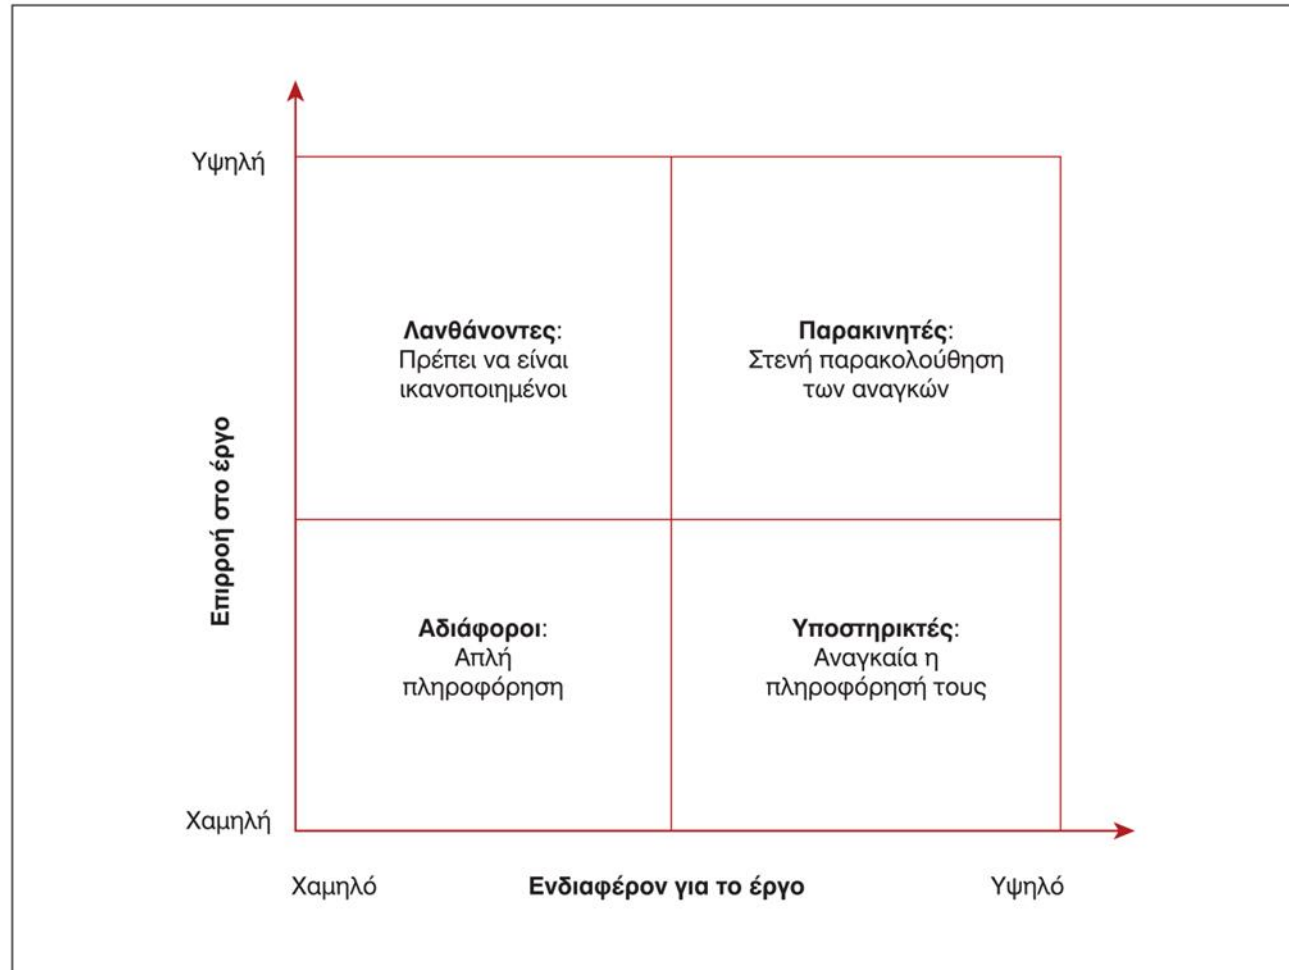 Υψηλή
Λανθάνοντες:
Πρέπει να είναι
ικανοποιημένοι
Παρακινητές:
Στενή παρακολούθηση
των αναγκών
Επιρροή στο έργο
Αδιάφοροι:
Απλή
πληροφόρηση
Υποστηρικτές:
Αναγκαία η
πληροφόρησή τους
Χαμηλή
Χαμηλό
Ενδιαφέρον για το έργο
Υψηλό